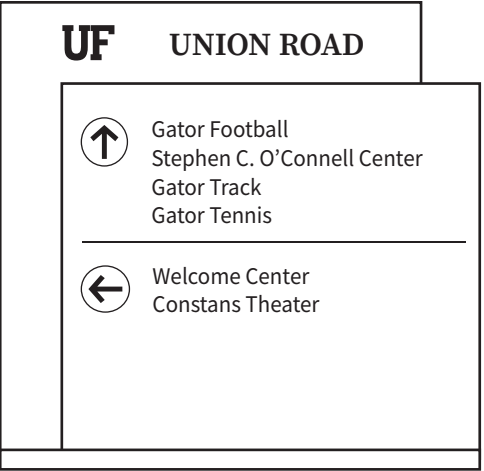 UF UNION ROAD
Gator Football
Stephen C. O'Connell Center
Gator Track
Gator Tennis
Welcome Center
Constans Theater